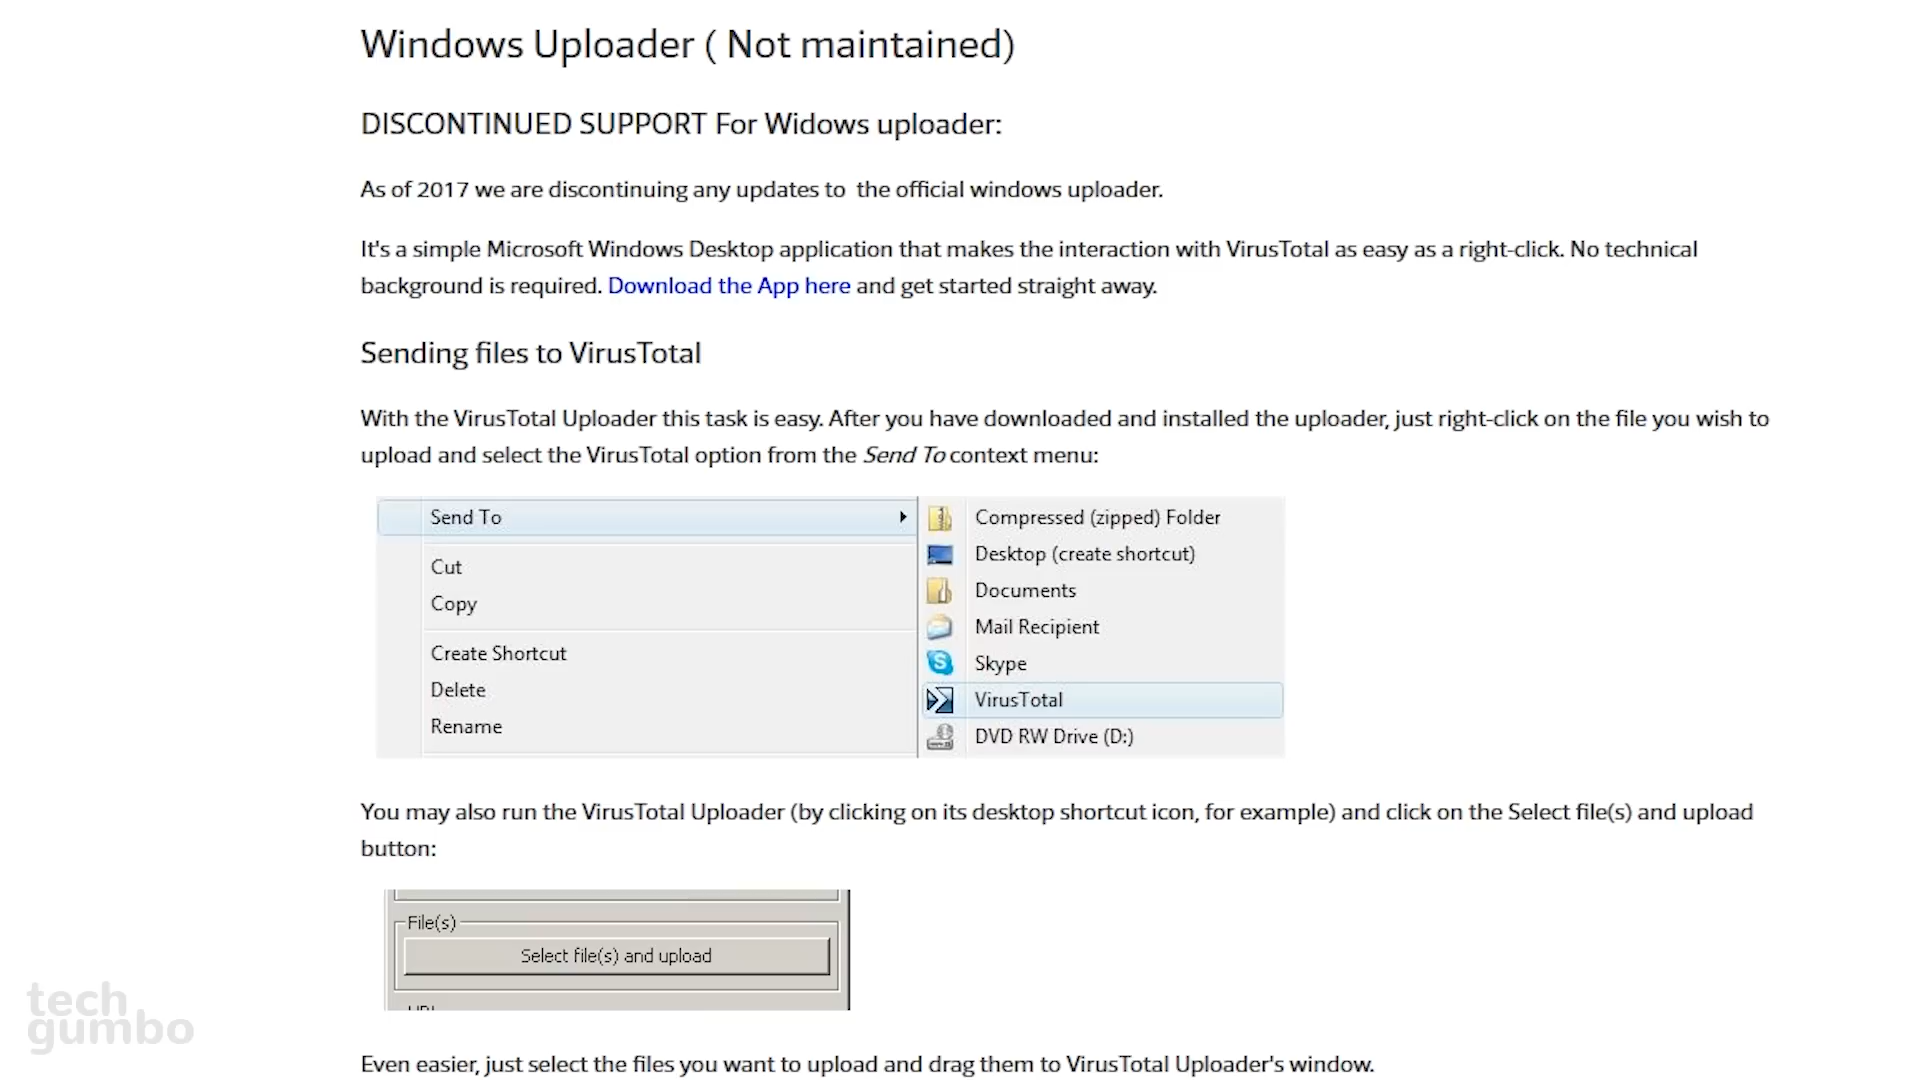 Windows Uploader ( Not maintained)
DISCONTINUED SUPPORT For Widows uploader:
As of 2017 we are discontinuing any updates to  the official windows uploader.
It's a simple Microsoft Windows Desktop application that makes the interaction with VirusTotal as easy as a right-click. No technical
background is required. Download the App here and get started straight away.
Sending files to VirusTotal
With the VirusTotal Uploader this task is easy. After you have downloaded and installed the uploader, just right-click on the file you wish to
upload and select the VirusTotal option from the Send To context menu:
Send To
Cut
Copy
Create Shortcut
Delete
Rename
Compressed (zipped) Folder
Desktop (create shortcut)
Documents
Mail Recipient
Skype
VirusTotal
DVD RW Drive (D:)
You may also run the VirusTotal Uploader (by clicking on its desktop shortcut icon, for example) and click on the Select file(s) and upload
button:
File(s)
Select file(s) and upload
Even easier, just select the files you want to upload and drag them to VirusTotal Uploader's window.
tech
gumbo